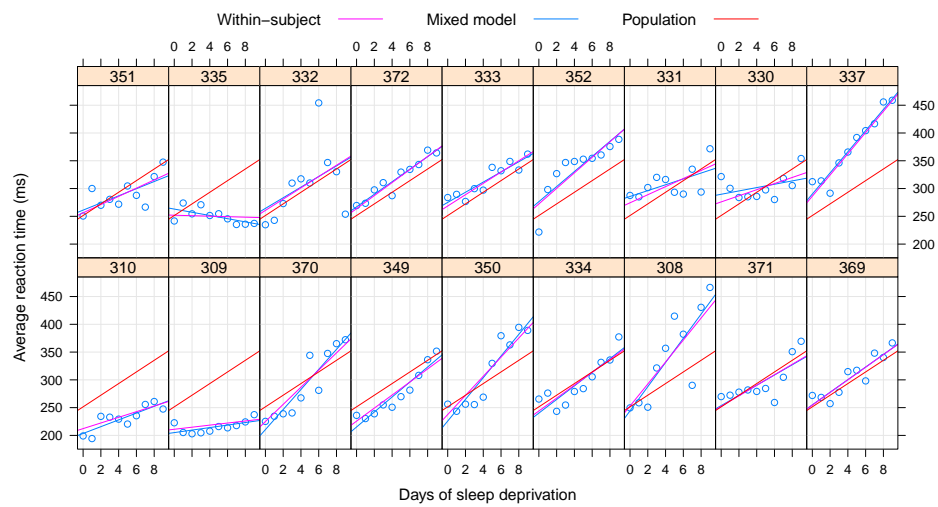 Within−subject Mixed model Population
0 2 4 6 8 0 2 4 6 8 0 2 4 6 8 0 2 4 6 8
351 335 332 372 333 352 331 330 337
450
400
350
300
250
200
310 309 370 349 350 334 308 371 369
450
400
350
300
250
200
0 2 4 6 8 0 2 4 6 8 0 2 4 6 8 0 2 4 6 8 0 2 4 6 8
Average reaction time (ms)
Days of sleep deprivation